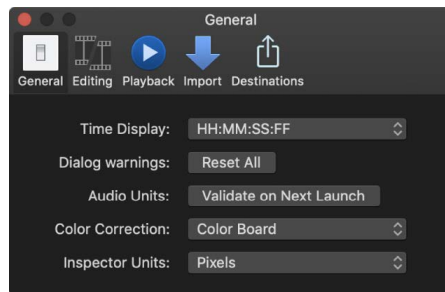 General
General Editing Playback Import Destinations
Time Display: HH:MM:SS:FF
Dialog warnings: Reset All
Audio Units: Validate on Next Launch
Color Correction: Color Board
Inspector Units: Pixels